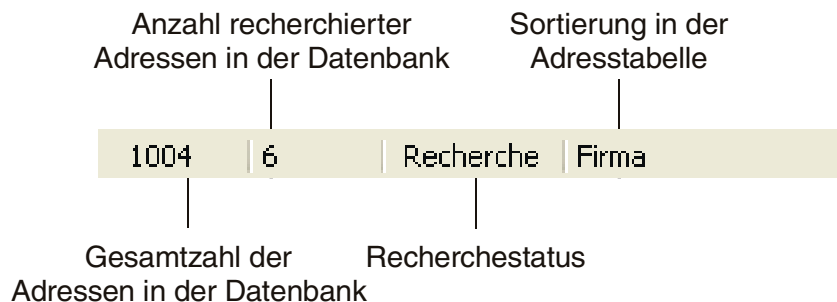 Anzahl recherchierter
Adressen in der Datenbank
Sortierung in der
Adresstabelle
1004 6 Recherche Firma
Gesamtzahl der
Adressen in der Datenbank
Recherchestatus